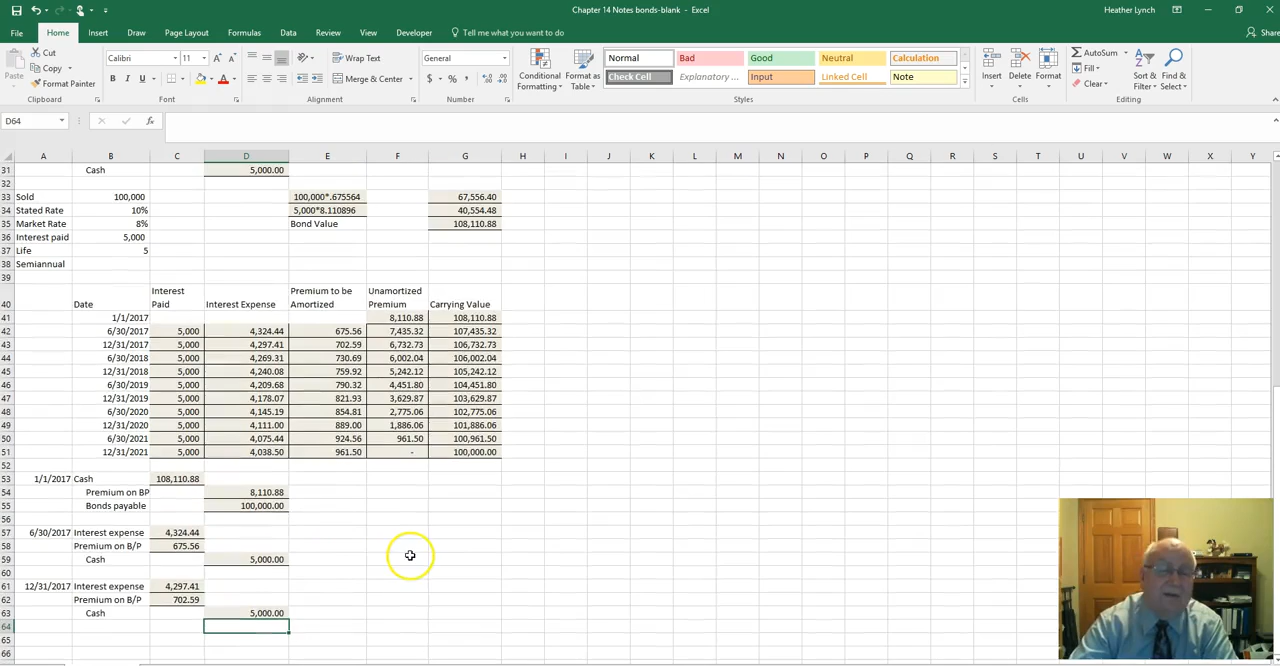 Chapter 14 Notes bonds-blank - Excel
Heather Lynch
File Home Insert Draw Page Layout Formulas Data Review View Developer Tell me what you want to do Share
Cut
Copy
Format Painter
Paste
Clipboard
Calibri 11
B I U
Font
Wrap Text
Merge & Center
Alignment
General
$ % ,
Number
Conditional Formatting
Format as Table
Normal Bad Good Neutral Calculation
Check Cell Explanatory ... Input Linked Cell Note
Styles
Insert Delete Format
Cells
AutoSum
Fill
Clear
Sort & Filter
Find & Select
Editing
D64 fx
A B C D E F G H I J K L M N O P Q R S T U V W X Y Z
31 Cash 5,000.00
32
33 Sold 100,000 100,000*.675564 67,556.40
34 Stated Rate 10% 5,000*8.110896 40,554.48
35 Market Rate 8% Bond Value 108,110.88
36 Interest paid 5,000
37 Life 5
38 Semiannual
39
40 Date Interest Paid Interest Expense Premium to be Amortized Unamortized Premium Carrying Value
41 1/1/2017 8,110.88 108,110.88
42 6/30/2017 5,000 4,324.44 675.56 7,435.32 107,435.32
43 12/31/2017 5,000 4,297.41 702.59 6,732.73 106,732.73
44 6/30/2018 5,000 4,269.31 730.69 6,002.04 106,002.04
45 12/31/2018 5,000 4,240.08 759.92 5,242.12 105,242.12
46 6/30/2019 5,000 4,209.68 790.32 4,451.80 104,451.80
47 12/31/2019 5,000 4,178.07 821.93 3,629.87 103,629.87
48 6/30/2020 5,000 4,145.19 854.81 2,775.06 102,775.06
49 12/31/2020 5,000 4,111.00 889.00 1,886.06 101,886.06
50 6/30/2021 5,000 4,075.44 924.56 961.50 100,961.50
51 12/31/2021 5,000 4,038.50 961.50 - 100,000.00
52
53 1/1/2017 Cash 108,110.88
54 Premium on BP 8,110.88
55 Bonds payable 100,000.00
56
57 6/30/2017 Interest expense 4,324.44
58 Premium on B/P 675.56
59 Cash 5,000.00
60
61 12/31/2017 Interest expense 4,297.41
62 Premium on B/P 702.59
63 Cash 5,000.00
64
65
66